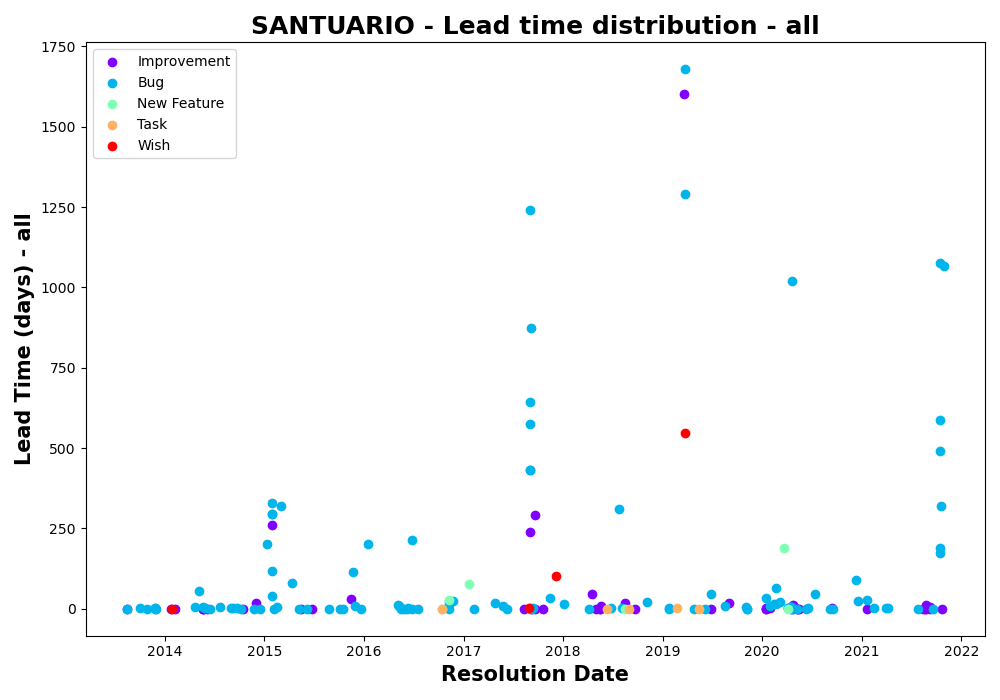 SANTUARIO - Lead time distribution - all
Improvement
Bug
New Feature
Task
Wish
Lead Time (days) - all
1750
1500
1250
1000
750
500
250
0
2014 2015 2016 2017 2018 2019 2020 2021 2022
Resolution Date